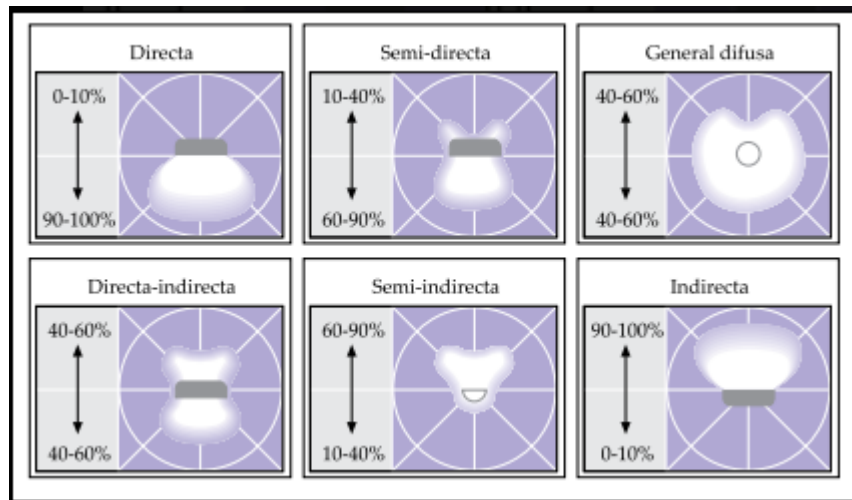 Directa
0-10%
90-100%
Semi-directa
10-40%
60-90%
General difusa
40-60%
40-60%
Directa-indirecta
40-60%
40-60%
Semi-indirecta
60-90%
10-40%
Indirecta
90-100%
0-10%